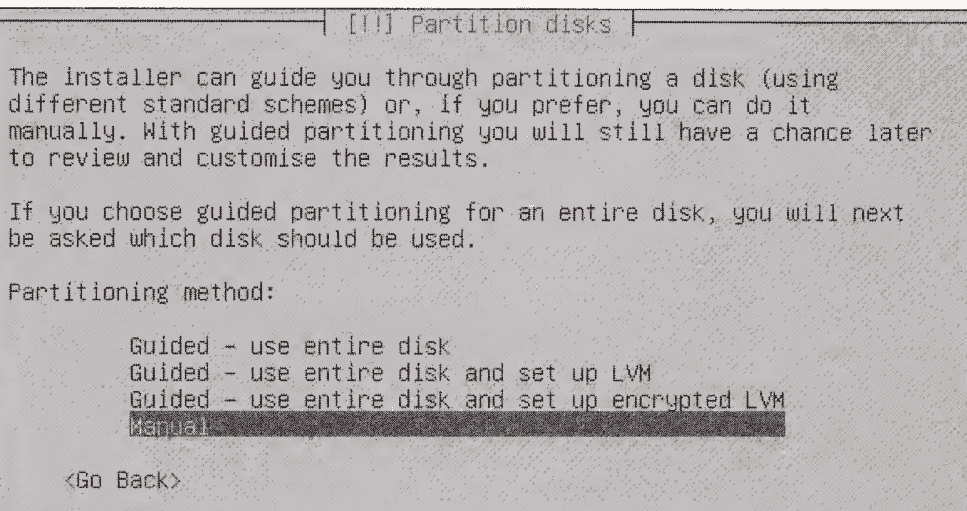 [!!] Partition disks
The installer can guide you through partitioning a disk (using
different standard schemes) or, if you prefer, you can do it
manually. With guided partitioning you will still have a chance later
to review and customise the results.
If you choose guided partitioning for an entire disk, you will next
be asked which disk should be used.
Partitioning method:
Guided - use entire disk
Guided - use entire disk and set up LVM
Guided - use entire disk and set up encrypted LVM
Manual
<Go Back>